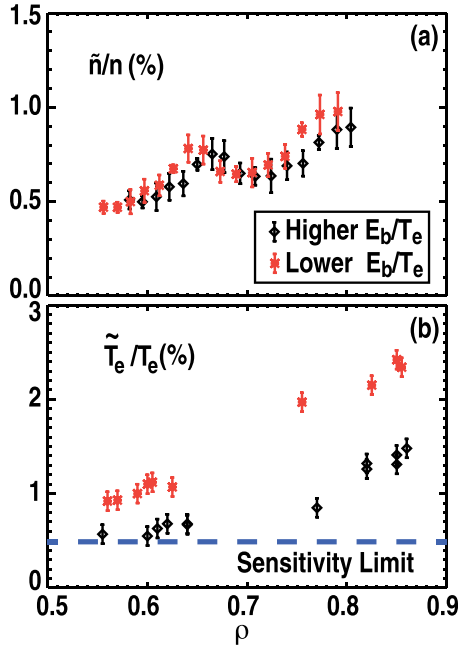 1.5
(a)
ñ/n (%)
1.0
0.5
Higher E_b/T_e
Lower E_b/T_e
0.0
3
(b)
T̃_e/T_e(%)
2
1
Sensitivity Limit
0
0.5 0.6 0.7 0.8 0.9
ρ